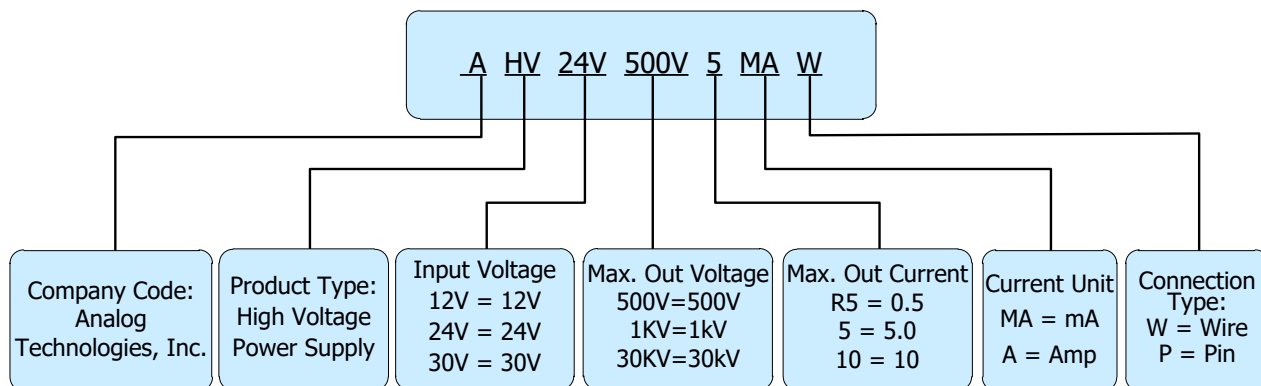 A HV 24V 500V 5 MA W
Company Code:
Analog
Technologies, Inc.
Product Type:
High Voltage
Power Supply
Input Voltage
12V = 12V
24V = 24V
30V = 30V
Max. Out Voltage
500V=500V
1KV=1kV
30KV=30kV
Max. Out Current
R5 = 0.5
5 = 5.0
10 = 10
Current Unit
MA = mA
A = Amp
Connection
Type:
W = Wire
P = Pin